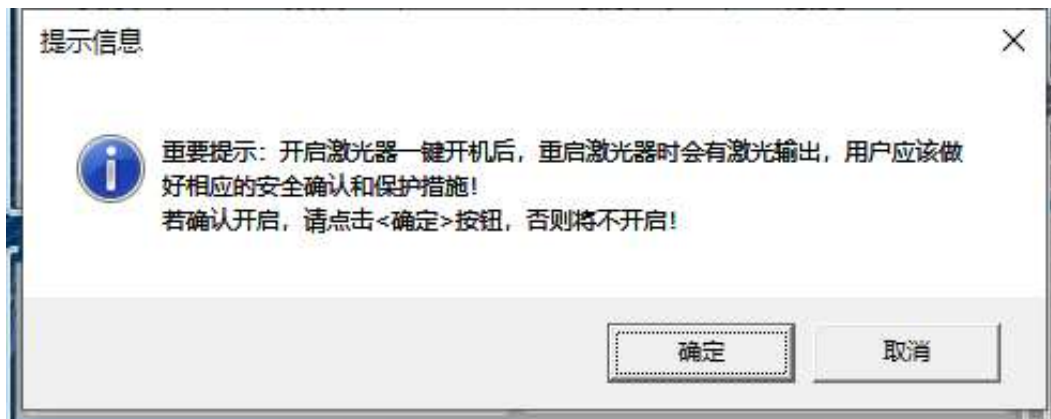 提示信息
重要提示：开启激光器一键开机后，重启激光器时会有激光输出，用户应该做
好相应的安全确认和保护措施！
若确认开启，请点击<确定>按钮，否则将不开启！
确定
取消